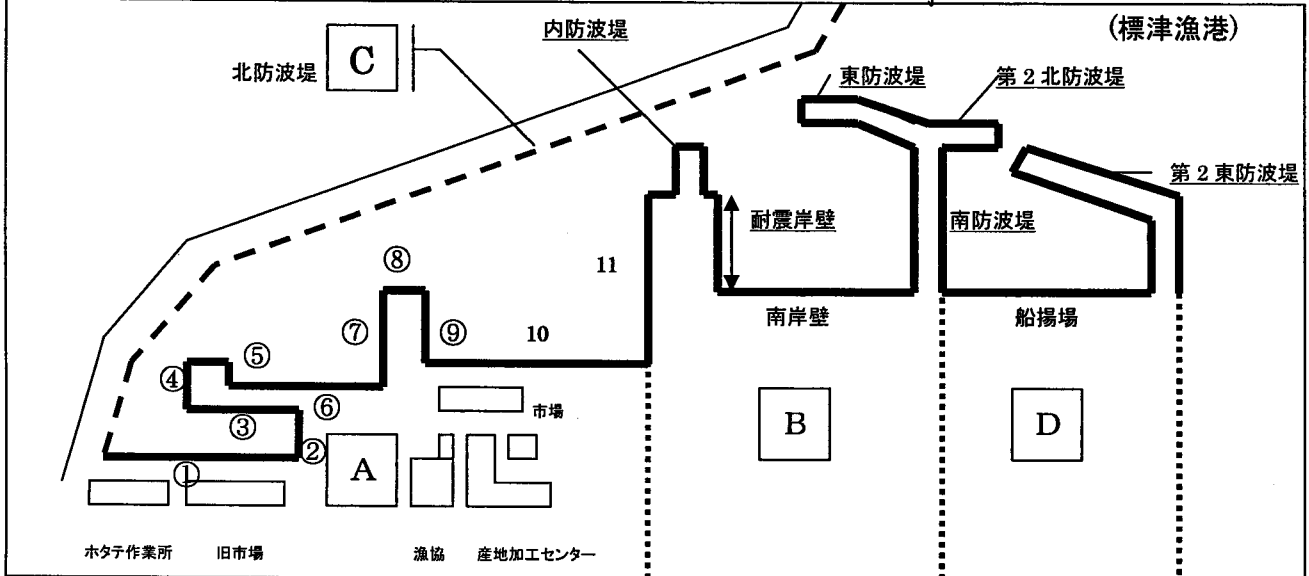 (標津漁港)
内防波堤
北防波堤
C
東防波堤
第2北防波堤
第2東防波堤
耐震岸壁
南防波堤
⑧
11
⑦
⑨
10
南岸壁
船揚場
⑤
④
⑥
市場
③
②
①
A
B
D
ホタテ作業所
旧市場
漁協
産地加工センター